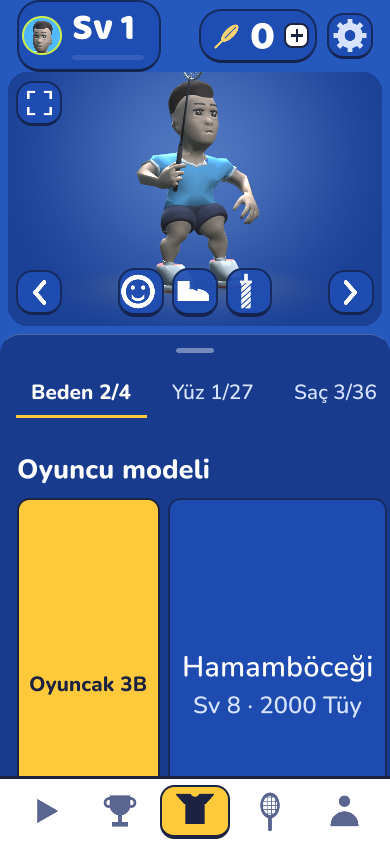 Sv 1
0
Beden 2/4
Yüz 1/27
Saç 3/36
Oyuncu modeli
Oyuncak 3B
Hamamböceği
Sv 8 · 2000 Tüy